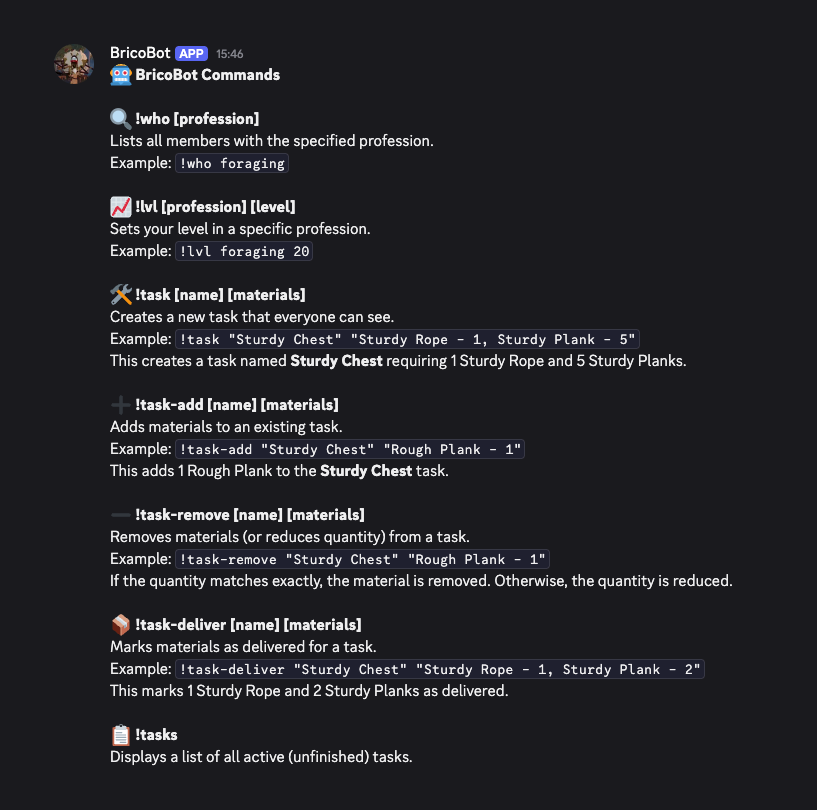 BricoBot APP 15:46
BricoBot Commands
!who [profession]
Lists all members with the specified profession.
Example: !who foraging
!lvl [profession] [level]
Sets your level in a specific profession.
Example: !lvl foraging 20
!task [name] [materials]
Creates a new task that everyone can see.
Example: !task "Sturdy Chest" "Sturdy Rope - 1, Sturdy Plank - 5"
This creates a task named Sturdy Chest requiring 1 Sturdy Rope and 5 Sturdy Planks.
!task-add [name] [materials]
Adds materials to an existing task.
Example: !task-add "Sturdy Chest" "Rough Plank - 1"
This adds 1 Rough Plank to the Sturdy Chest task.
!task-remove [name] [materials]
Removes materials (or reduces quantity) from a task.
Example: !task-remove "Sturdy Chest" "Rough Plank - 1"
If the quantity matches exactly, the material is removed. Otherwise, the quantity is reduced.
!task-deliver [name] [materials]
Marks materials as delivered for a task.
Example: !task-deliver "Sturdy Chest" "Sturdy Rope - 1, Sturdy Plank - 2"
This marks 1 Sturdy Rope and 2 Sturdy Planks as delivered.
!tasks
Displays a list of all active (unfinished) tasks.